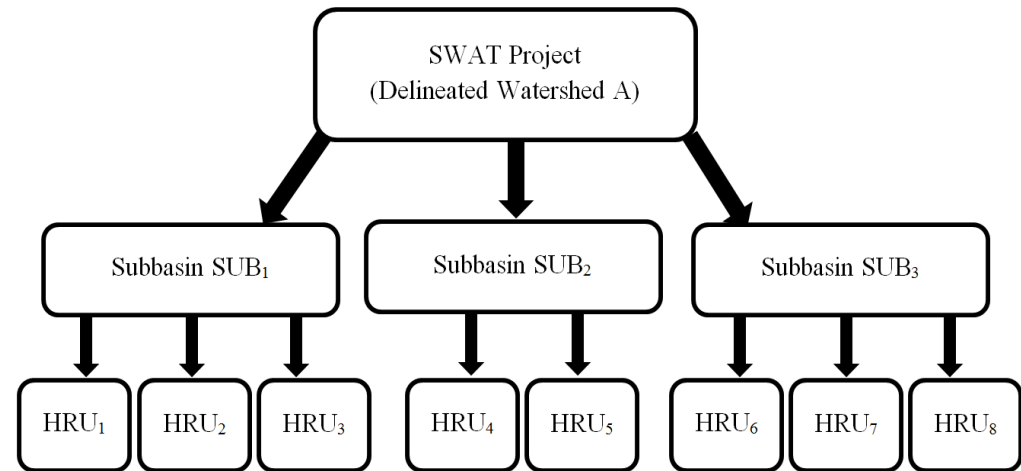 SWAT Project
(Delineated Watershed A)
Subbasin SUB₁
Subbasin SUB₂
Subbasin SUB₃
HRU₁
HRU₂
HRU₃
HRU₄
HRU₅
HRU₆
HRU₇
HRU₈